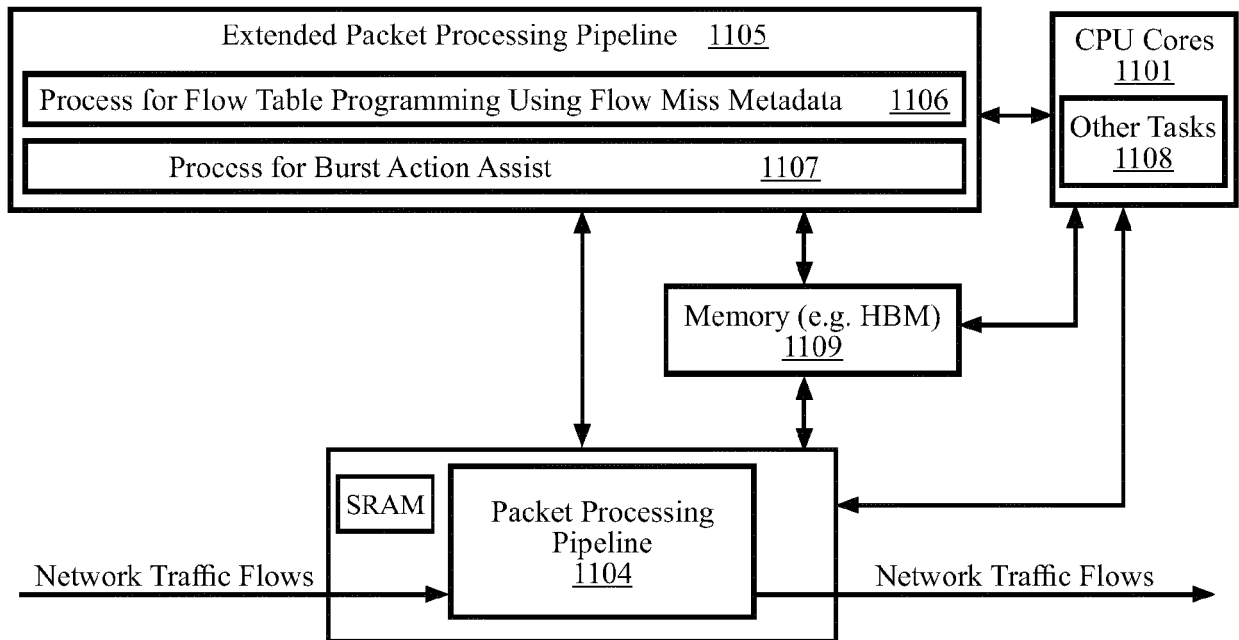 Extended Packet Processing Pipeline 1105
Process for Flow Table Programming Using Flow Miss Metadata 1106
Process for Burst Action Assist 1107
CPU Cores
1101
Other Tasks
1108
Memory (e.g. HBM)
1109
SRAM
Packet Processing
Pipeline
1104
Network Traffic Flows
Network Traffic Flows